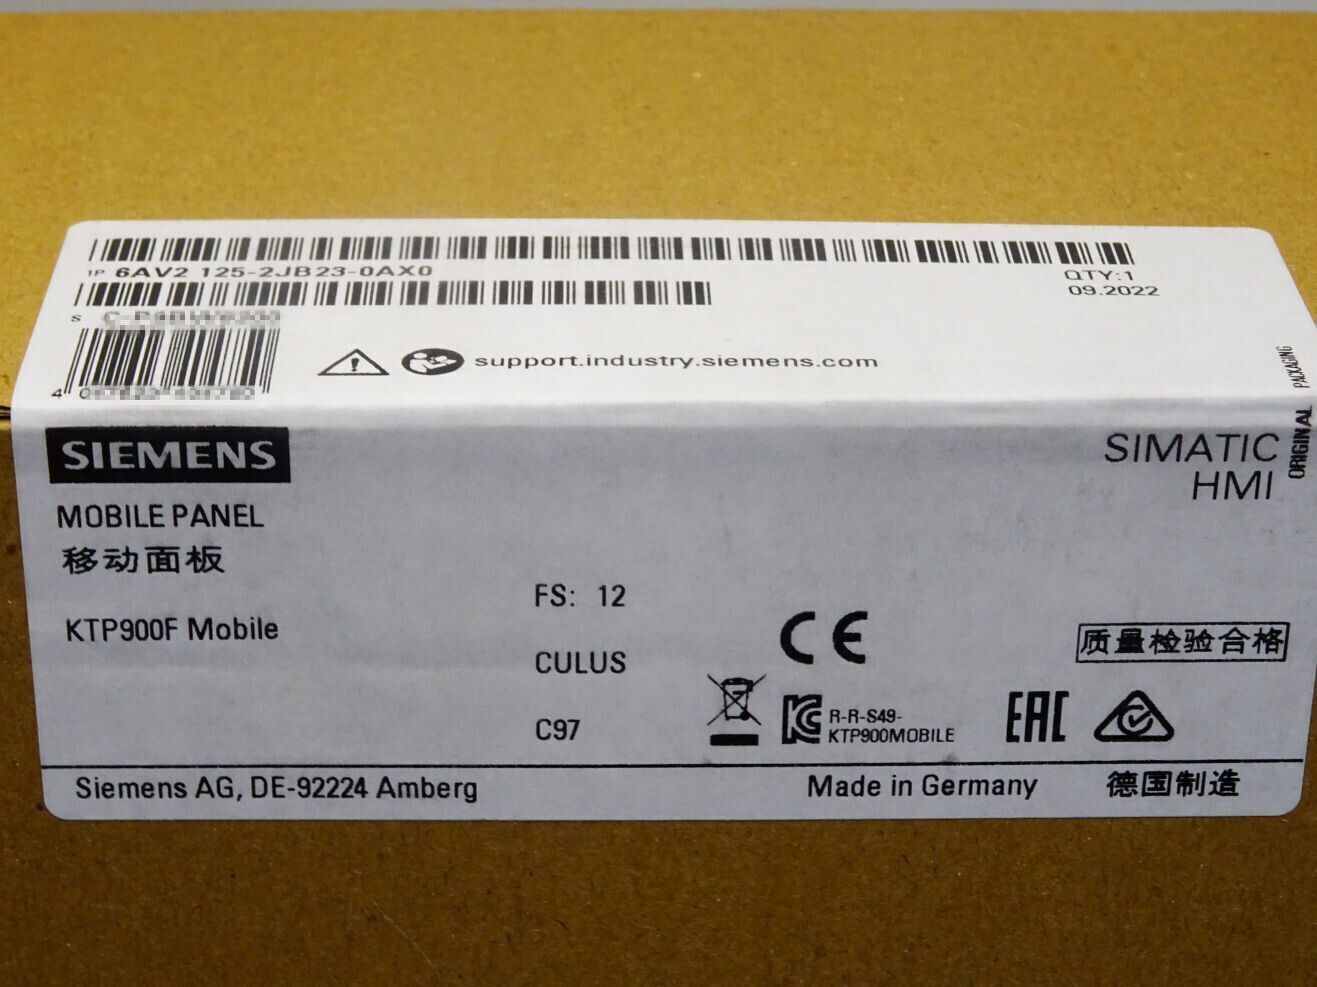 1P 6AV2 125-2JB23-0AX0
QTY:1
09.2022
S
support.industry.siemens.com
4
ORIGINAL PACKAGING
SIEMENS
SIMATIC
HMI
MOBILE PANEL
移动面板
KTP900F Mobile
FS: 12
CULUS
C97
CE
质量检验合格
R-R-S49-
KTP900MOBILE
EAC
Siemens AG, DE-92224 Amberg
Made in Germany
德国制造